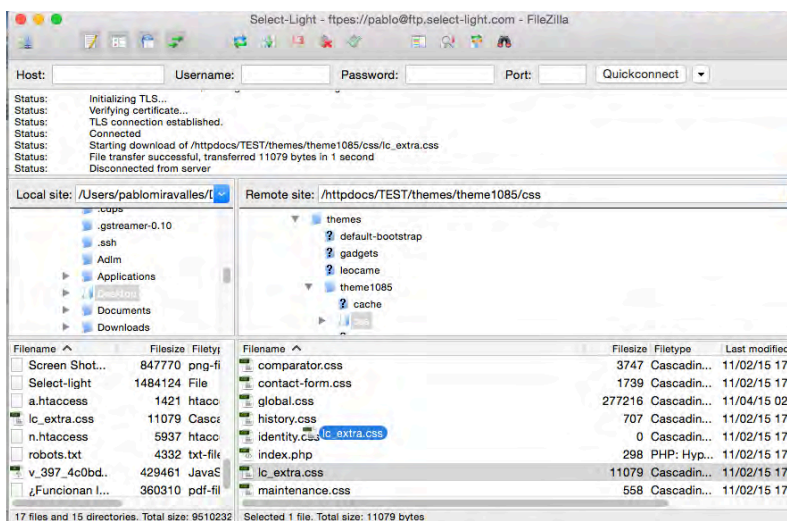 Select-Light - ftpes://pablo@ftp.select-light.com - FileZilla
Host: Username: Password: Port: Quickconnect
Status: Initializing TLS...
Status: Verifying certificate...
Status: TLS connection established.
Status: Connected
Status: Starting download of /httpdocs/TEST/themes/theme1085/css/lc_extra.css
Status: File transfer successful, transferred 11079 bytes in 1 second
Status: Disconnected from server
Local site: /Users/pablomiravalles/D
Remote site: /httpdocs/TEST/themes/theme1085/css
.cups
.gstreamer-0.10
.ssh
Adlm
Applications
Desktop
Documents
Downloads
themes
default-bootstrap
gadgets
leocame
theme1085
cache
css
Filename Filesize Filetyp
Screen Shot... 847770 png-fi
Select-light 1484124 File
a.htaccess 1421 htacc
lc_extra.css 11079 Casca
n.htaccess 5937 htacc
robots.txt 4332 txt-file
v_397_4c0bd.. 429461 JavaS
¿Funcionan l... 360310 pdf-fil
17 files and 15 directories. Total size: 9510232
Filename Filesize Filetype Last modified
comparator.css 3747 Cascadin... 11/02/15 17
contact-form.css 1739 Cascadin... 11/02/15 17
global.css 277216 Cascadin... 11/04/15 02
history.css 707 Cascadin... 11/02/15 17
identity.css 0 Cascadin... 11/02/15 17
lc_extra.css
index.php 298 PHP: Hyp... 11/02/15 17
lc_extra.css 11079 Cascadin... 11/02/15 17
maintenance.css 558 Cascadin... 11/02/15 17
Selected 1 file. Total size: 11079 bytes